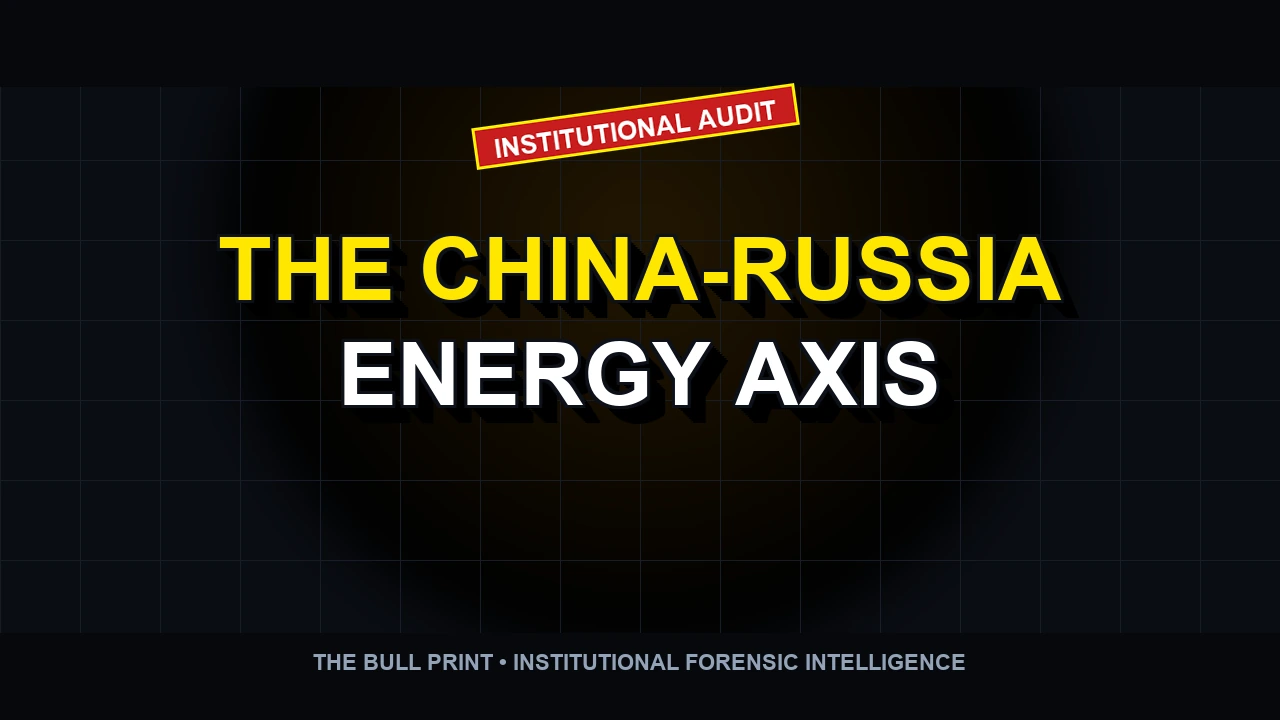 INSTITUTIONAL AUDIT
THE CHINA-RUSSIA
ENERGY AXIS
THE BULL PRINT • INSTITUTIONAL FORENSIC INTELLIGENCE